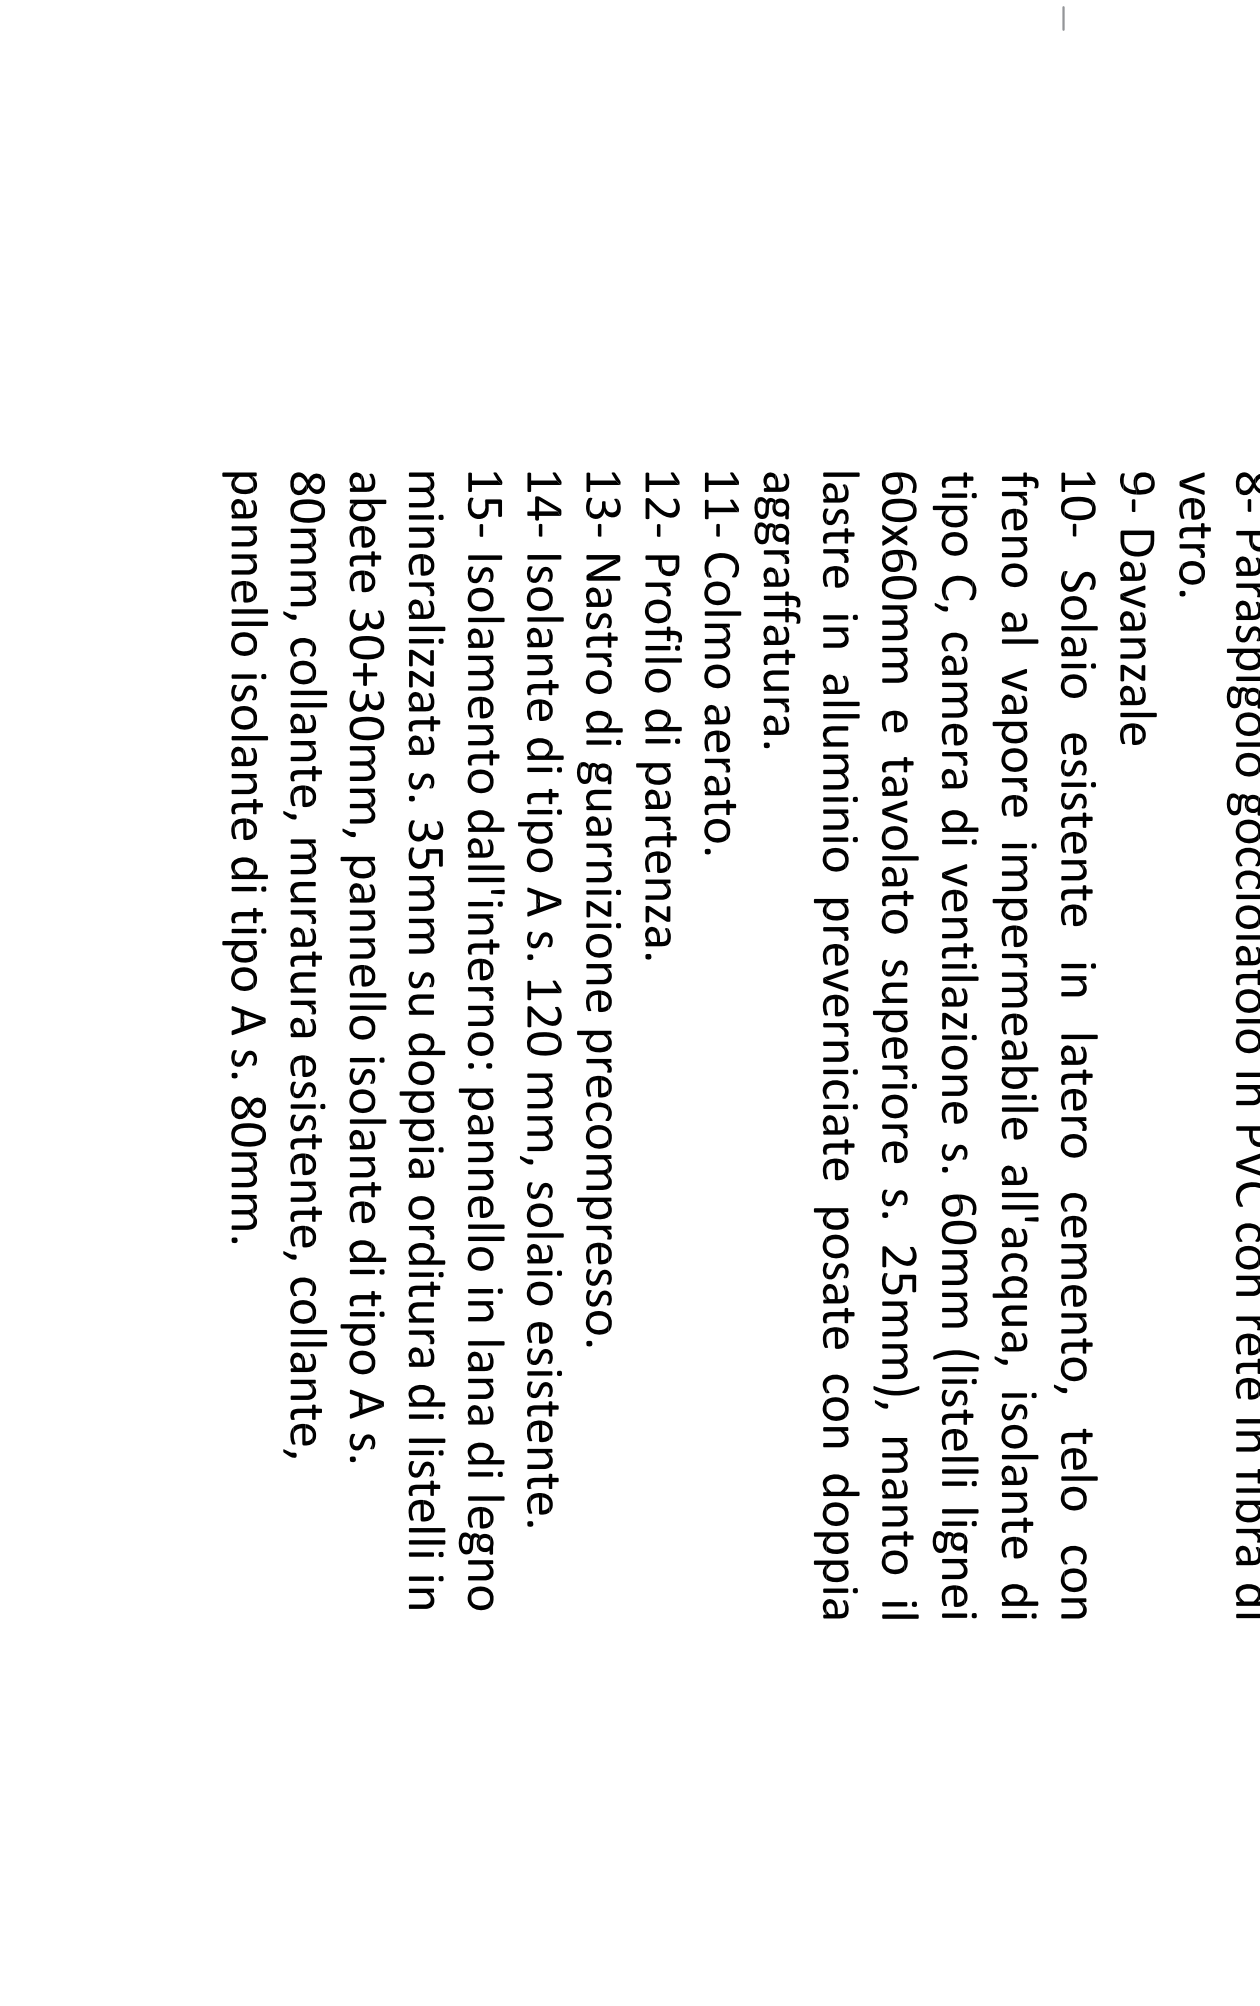 8- Paraspigolo gocciolatoio in PVC con rete in fibra di
vetro.
9- Davanzale
10- Solaio esistente in latero cemento, telo con
freno al vapore impermeabile all'acqua, isolante di
tipo C, camera di ventilazione s. 60mm (listelli lignei
60x60mm e tavolato superiore s. 25mm), manto il
lastre in alluminio preverniciate posate con doppia
aggraffatura.
11- Colmo aerato.
12- Profilo di partenza.
13- Nastro di guarnizione precompresso.
14- Isolante di tipo A s. 120 mm, solaio esistente.
15- Isolamento dall'interno: pannello in lana di legno
mineralizzata s. 35mm su doppia orditura di listelli in
abete 30+30mm, pannello isolante di tipo A s.
80mm, collante, muratura esistente, collante,
pannello isolante di tipo A s. 80mm.